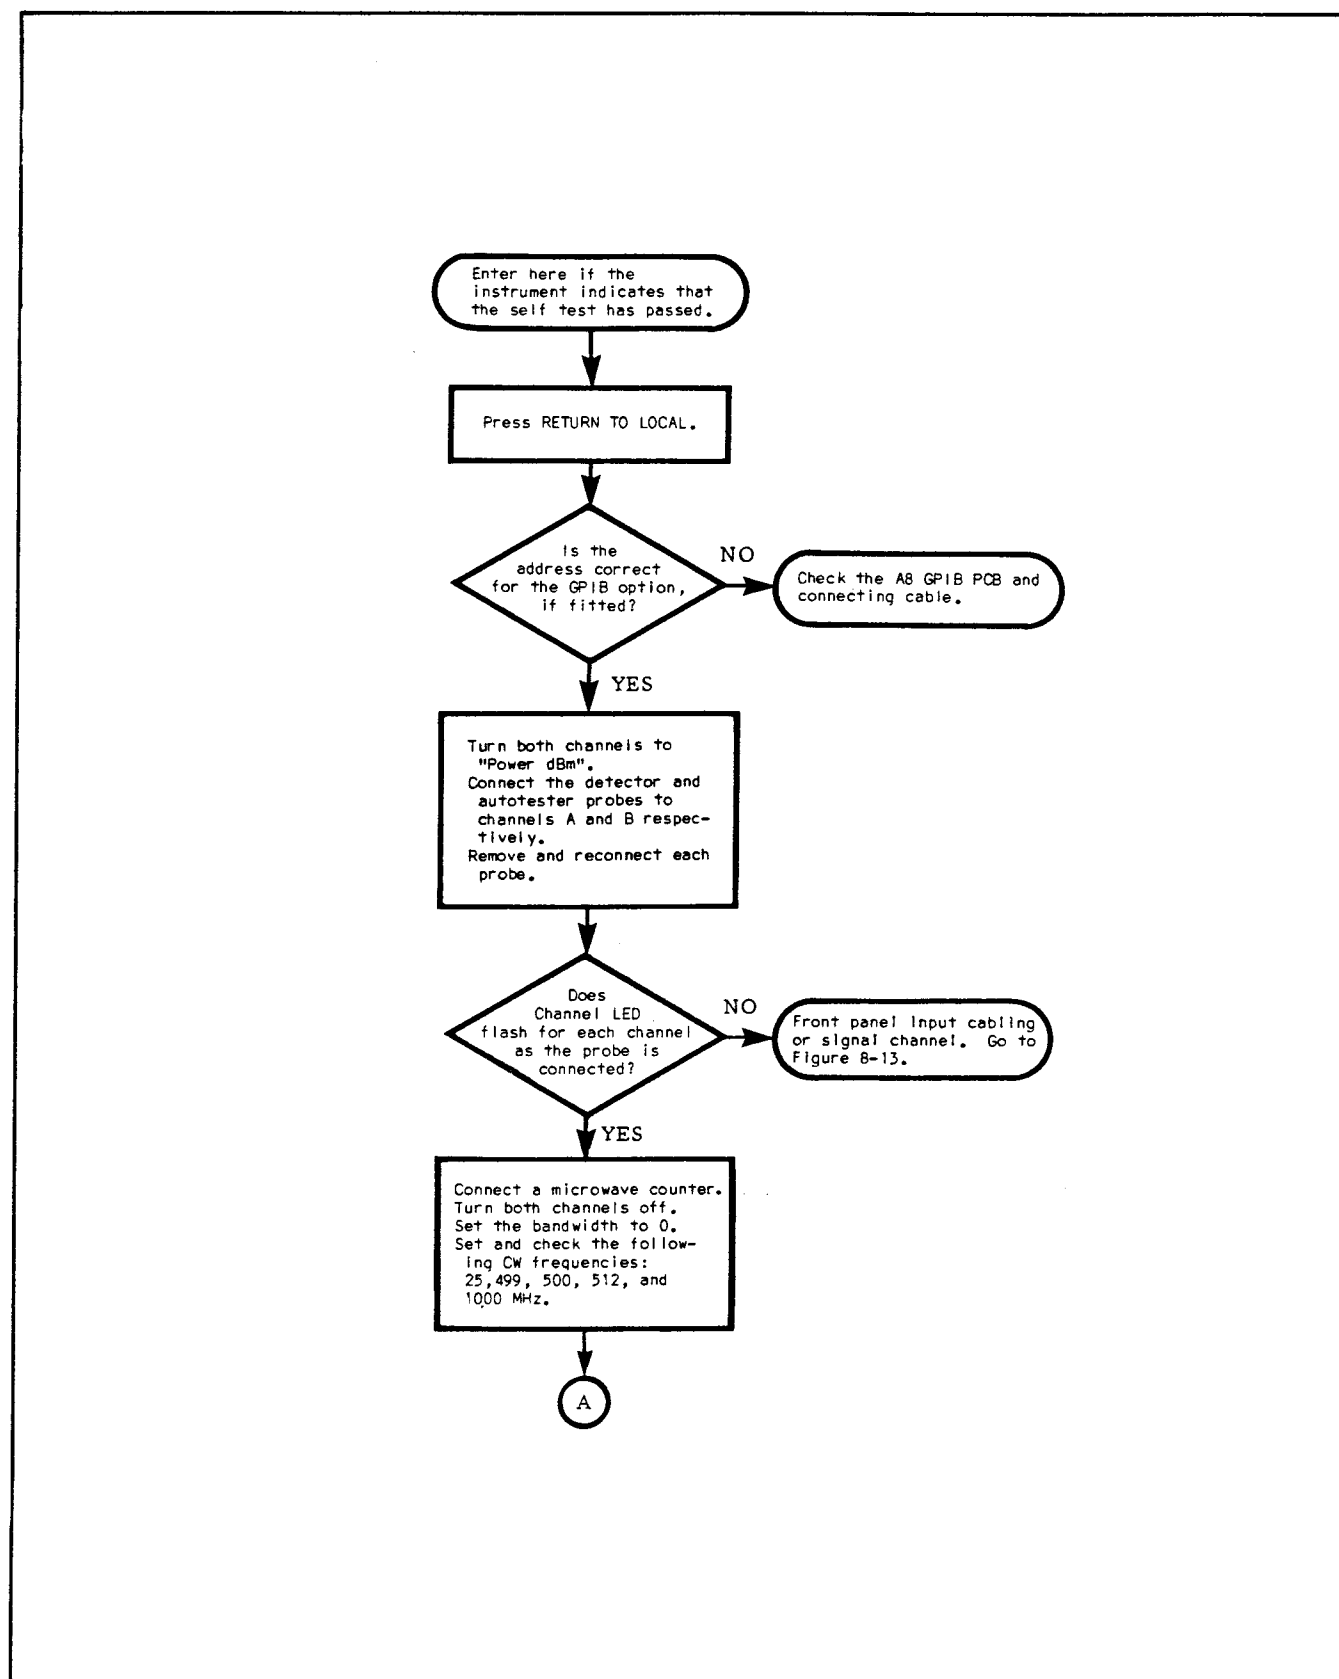 Enter here if the
instrument indicates that
the self test has passed.
Press RETURN TO LOCAL.
Is the
address correct
for the GPIB option,
if fitted?
NO
Check the A8 GPIB PCB and
connecting cable.
YES
Turn both channels to
"Power dBm".
Connect the detector and
autotester probes to
channels A and B respec-
tively.
Remove and reconnect each
probe.
Does
Channel LED
flash for each channel
as the probe is
connected?
NO
Front panel input cabling
or signal channel. Go to
Figure 8-13.
YES
Connect a microwave counter.
Turn both channels off.
Set the bandwidth to 0.
Set and check the follow-
ing CW frequencies:
25,499, 500, 512, and
1000 MHz.
A